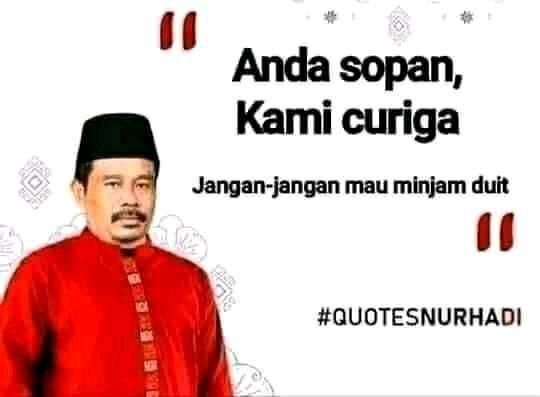 "
Anda sopan,
Kami curiga
Jangan-jangan mau minjam duit
"
#QUOTESNURHADI